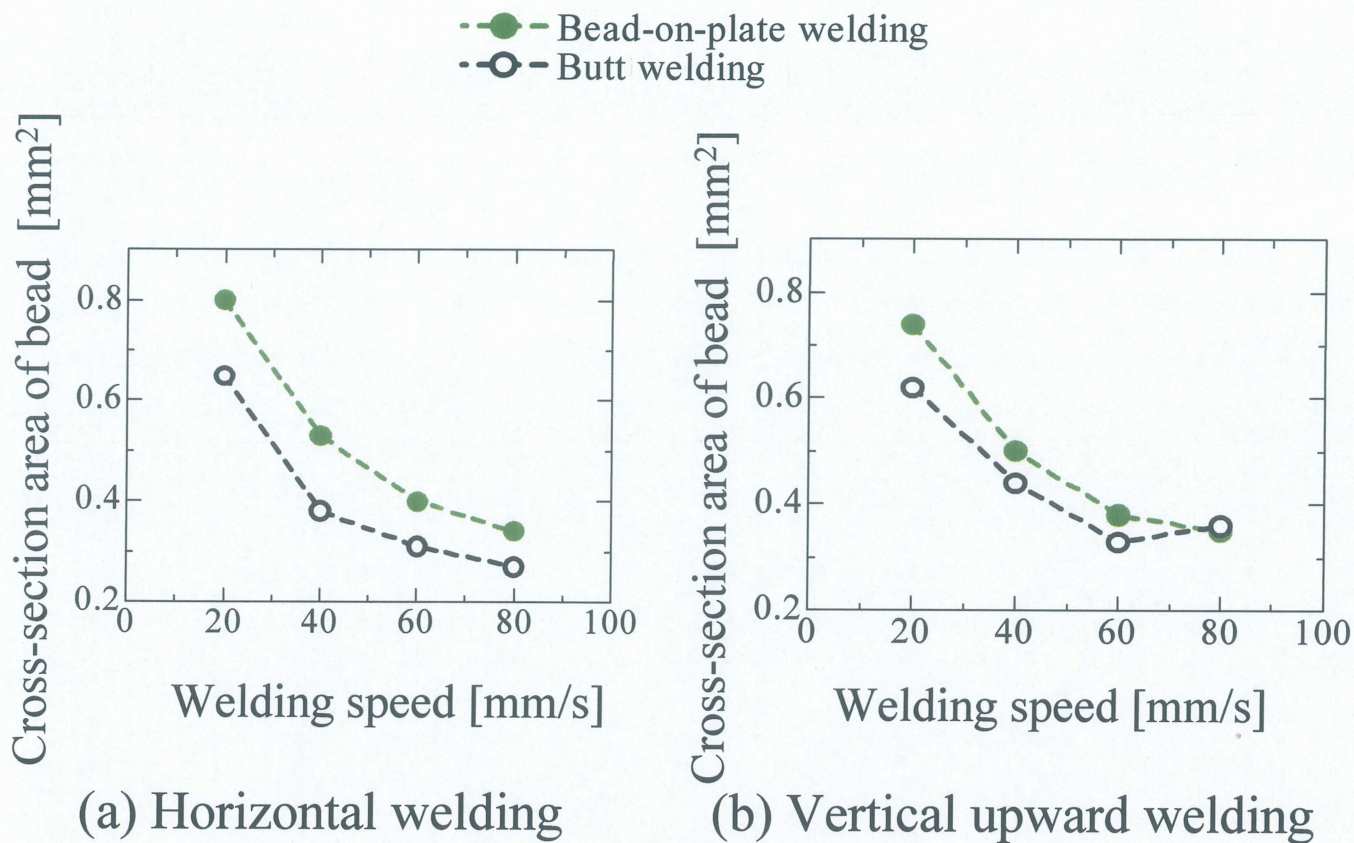 Bead-on-plate welding
Butt welding
Cross-section area of bead [mm²]
0.8
0.6
0.4
0.2
0
20
40
60
80
100
Welding speed [mm/s]
(a) Horizontal welding
Cross-section area of bead [mm²]
0.8
0.6
0.4
0.2
0
20
40
60
80
100
Welding speed [mm/s]
(b) Vertical upward welding